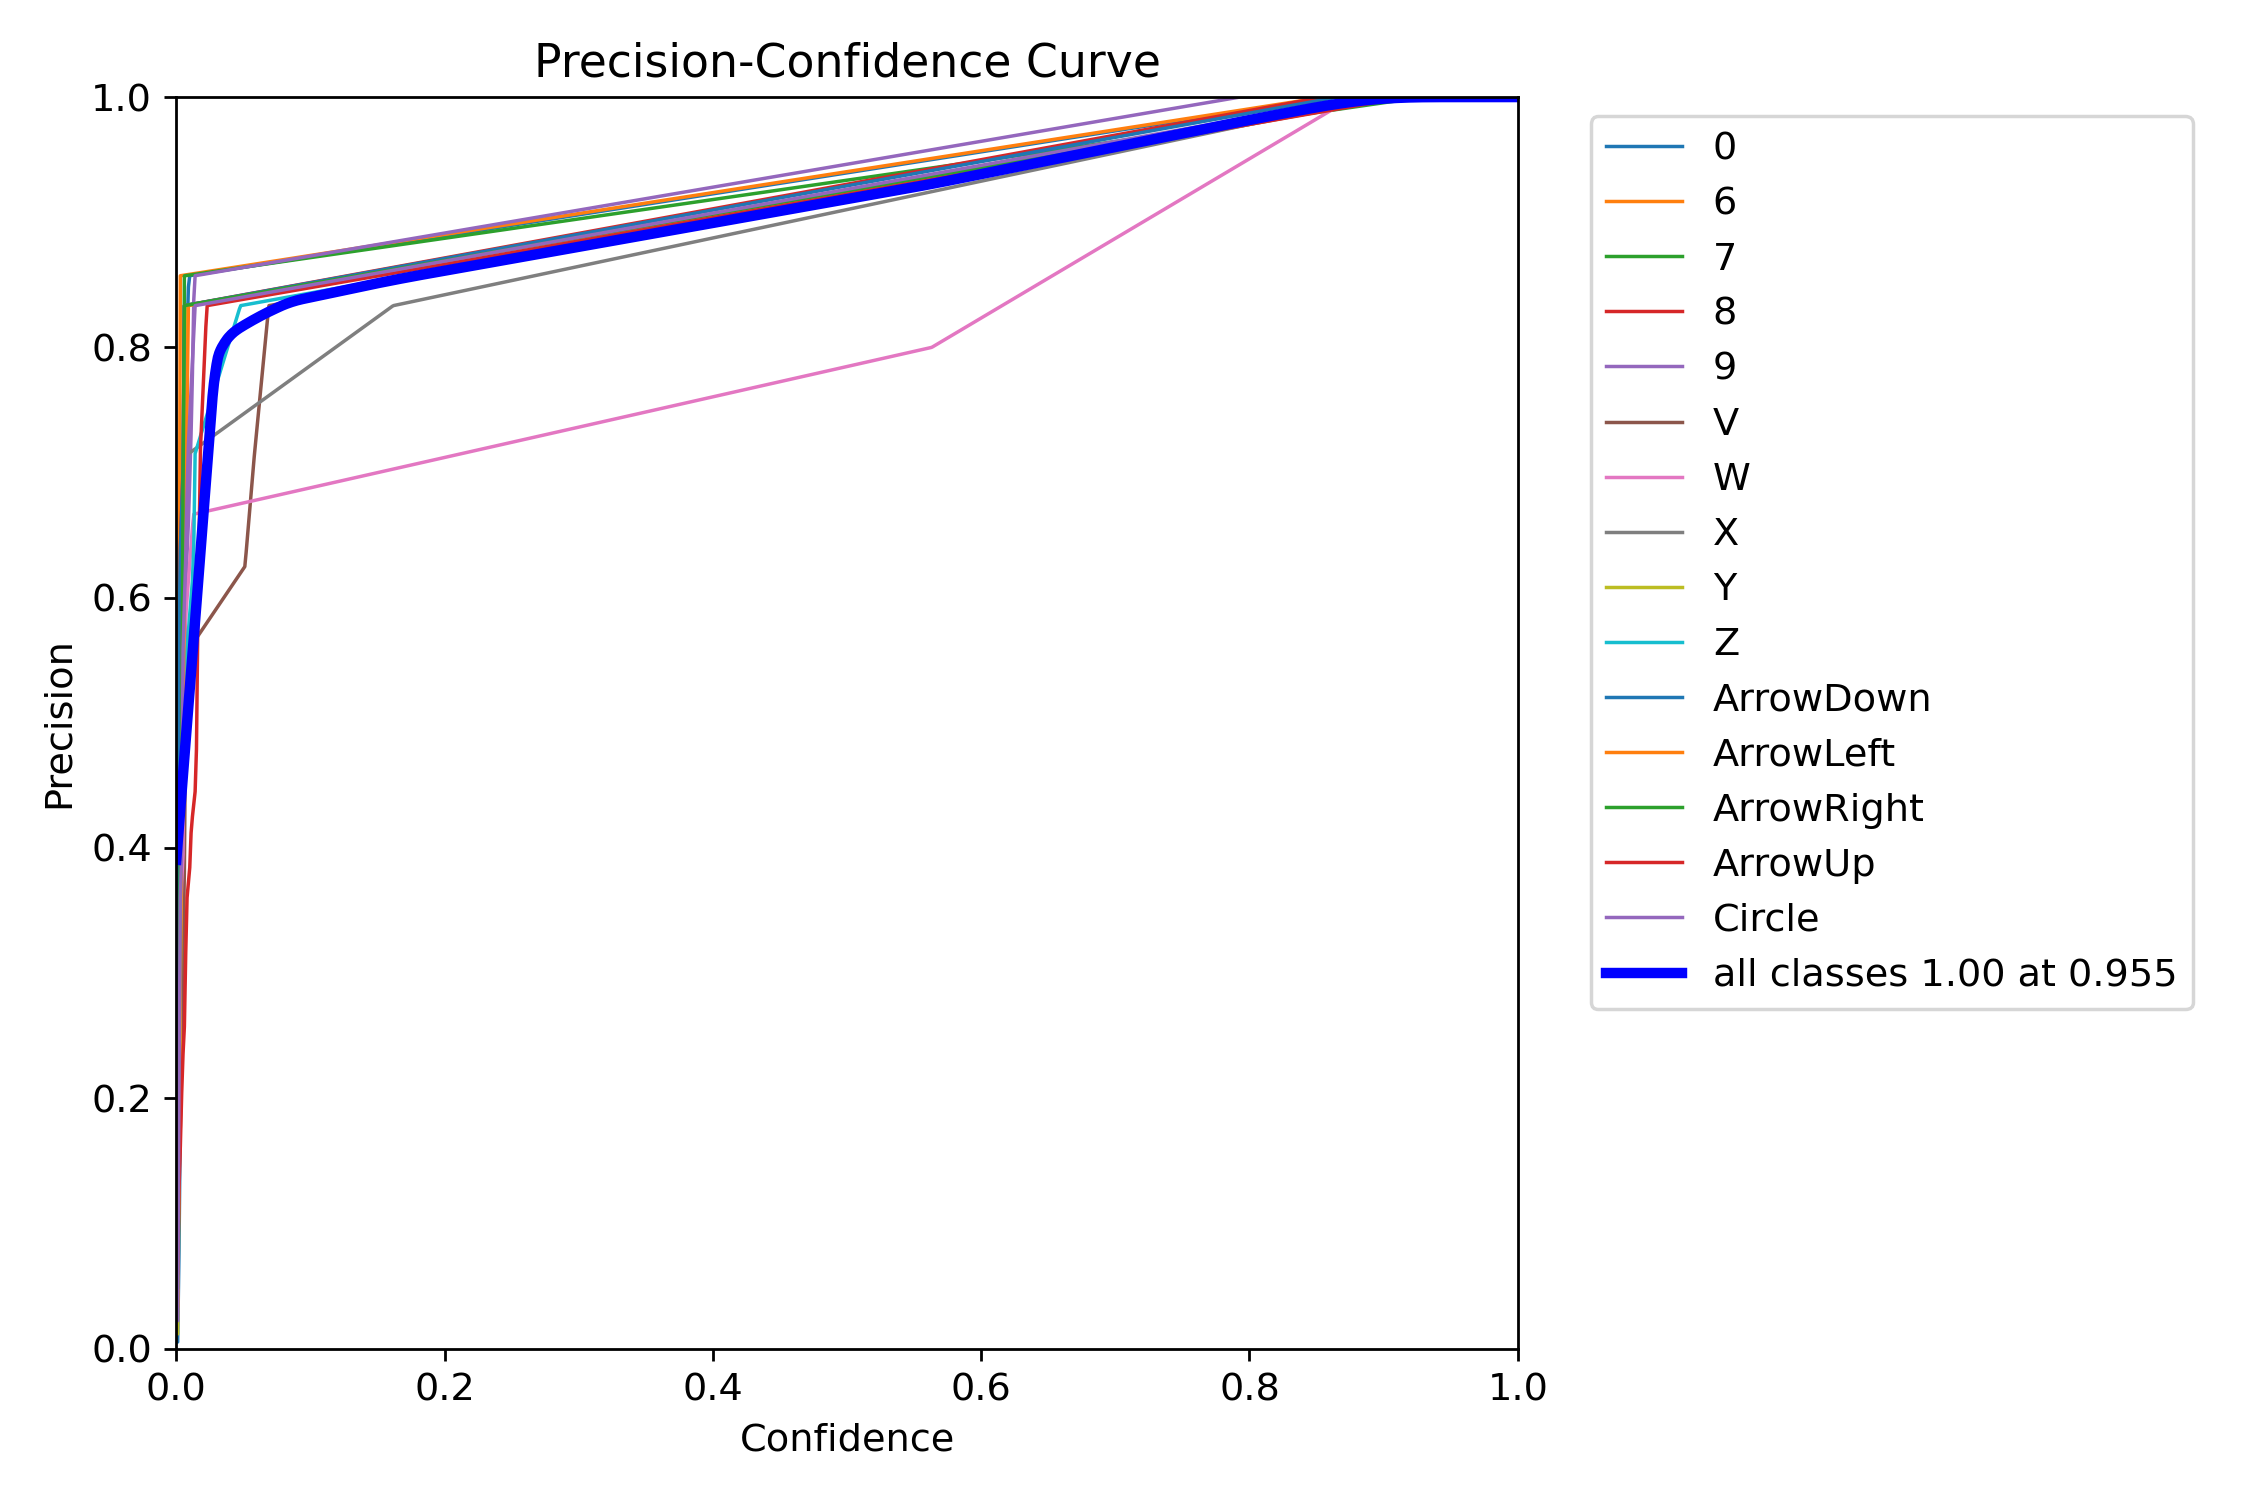 Precision-Confidence Curve
1.0
0.8
0.6
0.4
0.2
0.0
Precision
0.0 0.2 0.4 0.6 0.8 1.0
Confidence
0
6
7
8
9
V
W
X
Y
Z
ArrowDown
ArrowLeft
ArrowRight
ArrowUp
Circle
all classes 1.00 at 0.955